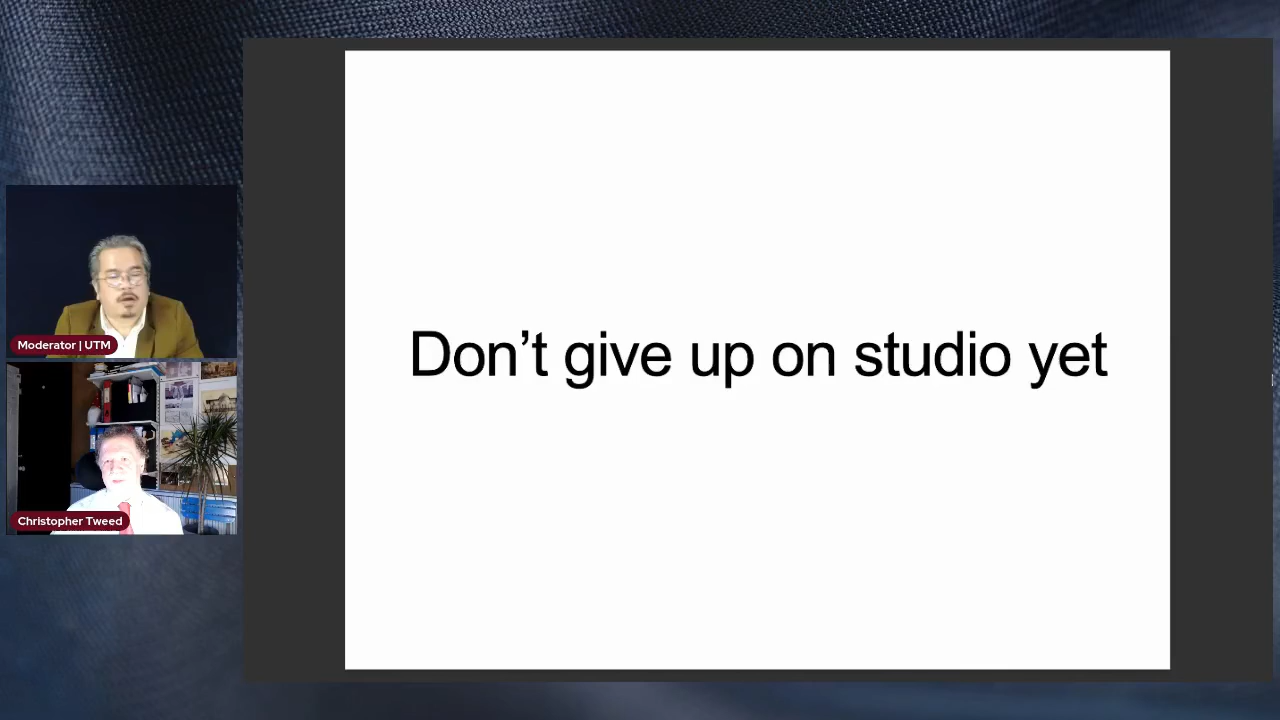 Moderator | UTM
Christopher Tweed
Don’t give up on studio yet